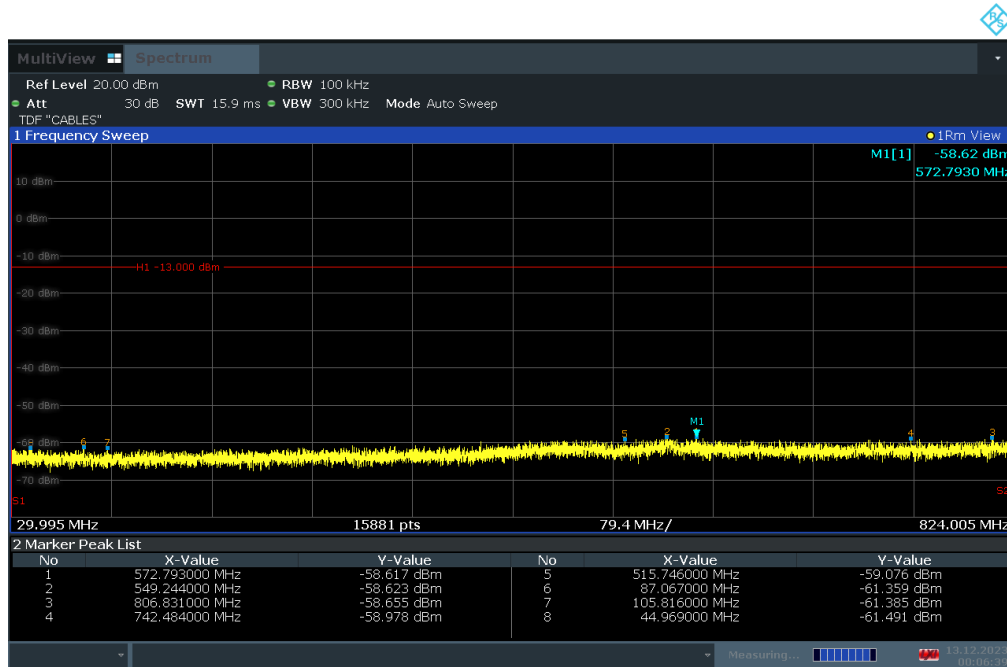 MultiView Spectrum
Ref Level 20.00 dBm RBW 100 kHz
Att 30 dB SWT 15.9 ms VBW 300 kHz Mode Auto Sweep
TDF "CABLES"
1 Frequency Sweep 1Rm View
M1[1] -58.62 dBm
572.7930 MHz
10 dBm
0 dBm
-10 dBm
H1 -13.000 dBm
-20 dBm
-30 dBm
-40 dBm
-50 dBm
M1
5 2 4 3
6 7
-70 dBm
S1
29.995 MHz 15881 pts 79.4 MHz/ 824.005 MHz
2 Marker Peak List
No X-Value Y-Value No X-Value Y-Value
1 572.793000 MHz -58.617 dBm 5 515.746000 MHz -59.076 dBm
2 549.244000 MHz -58.623 dBm 6 87.067000 MHz -61.359 dBm
3 806.831000 MHz -58.655 dBm 7 105.816000 MHz -61.385 dBm
4 742.484000 MHz -58.978 dBm 8 44.969000 MHz -61.491 dBm
Measuring...